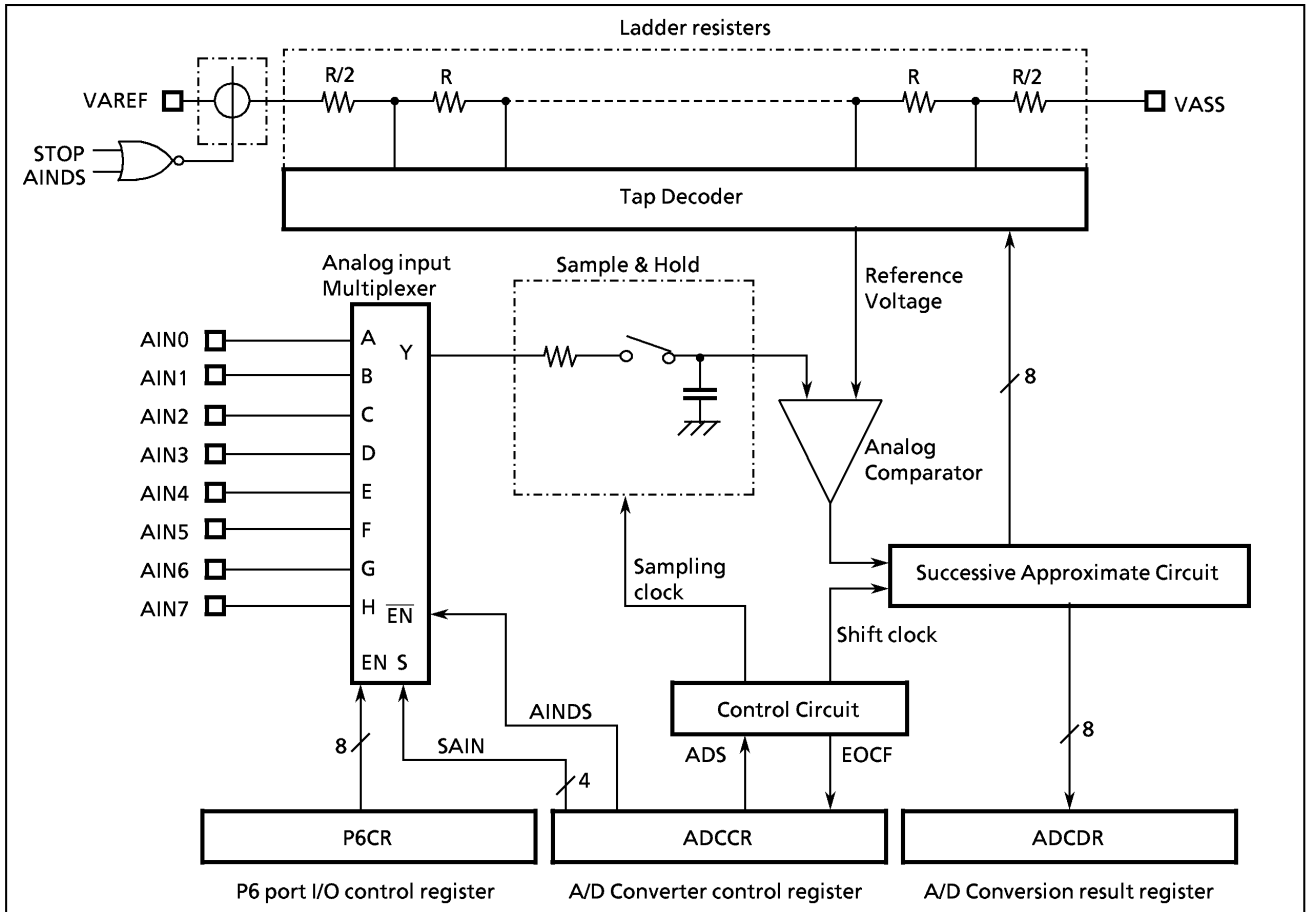 Ladder resisters
R/2
R
R
R/2
VAREF
VASS
STOP
AINDS
Tap Decoder
Analog input
Multiplexer
Sample & Hold
Reference
Voltage
AIN0
A
Y
AIN1
B
AIN2
C
AIN3
D
AIN4
E
AIN5
F
AIN6
G
AIN7
H
EN
EN S
8
Analog
Comparator
Sampling
clock
Successive Approximate Circuit
Shift clock
AINDS
Control Circuit
8
SAIN
ADS
EOCF
8
4
P6CR
ADCCR
ADCDR
P6 port I/O control register
A/D Converter control register
A/D Conversion result register